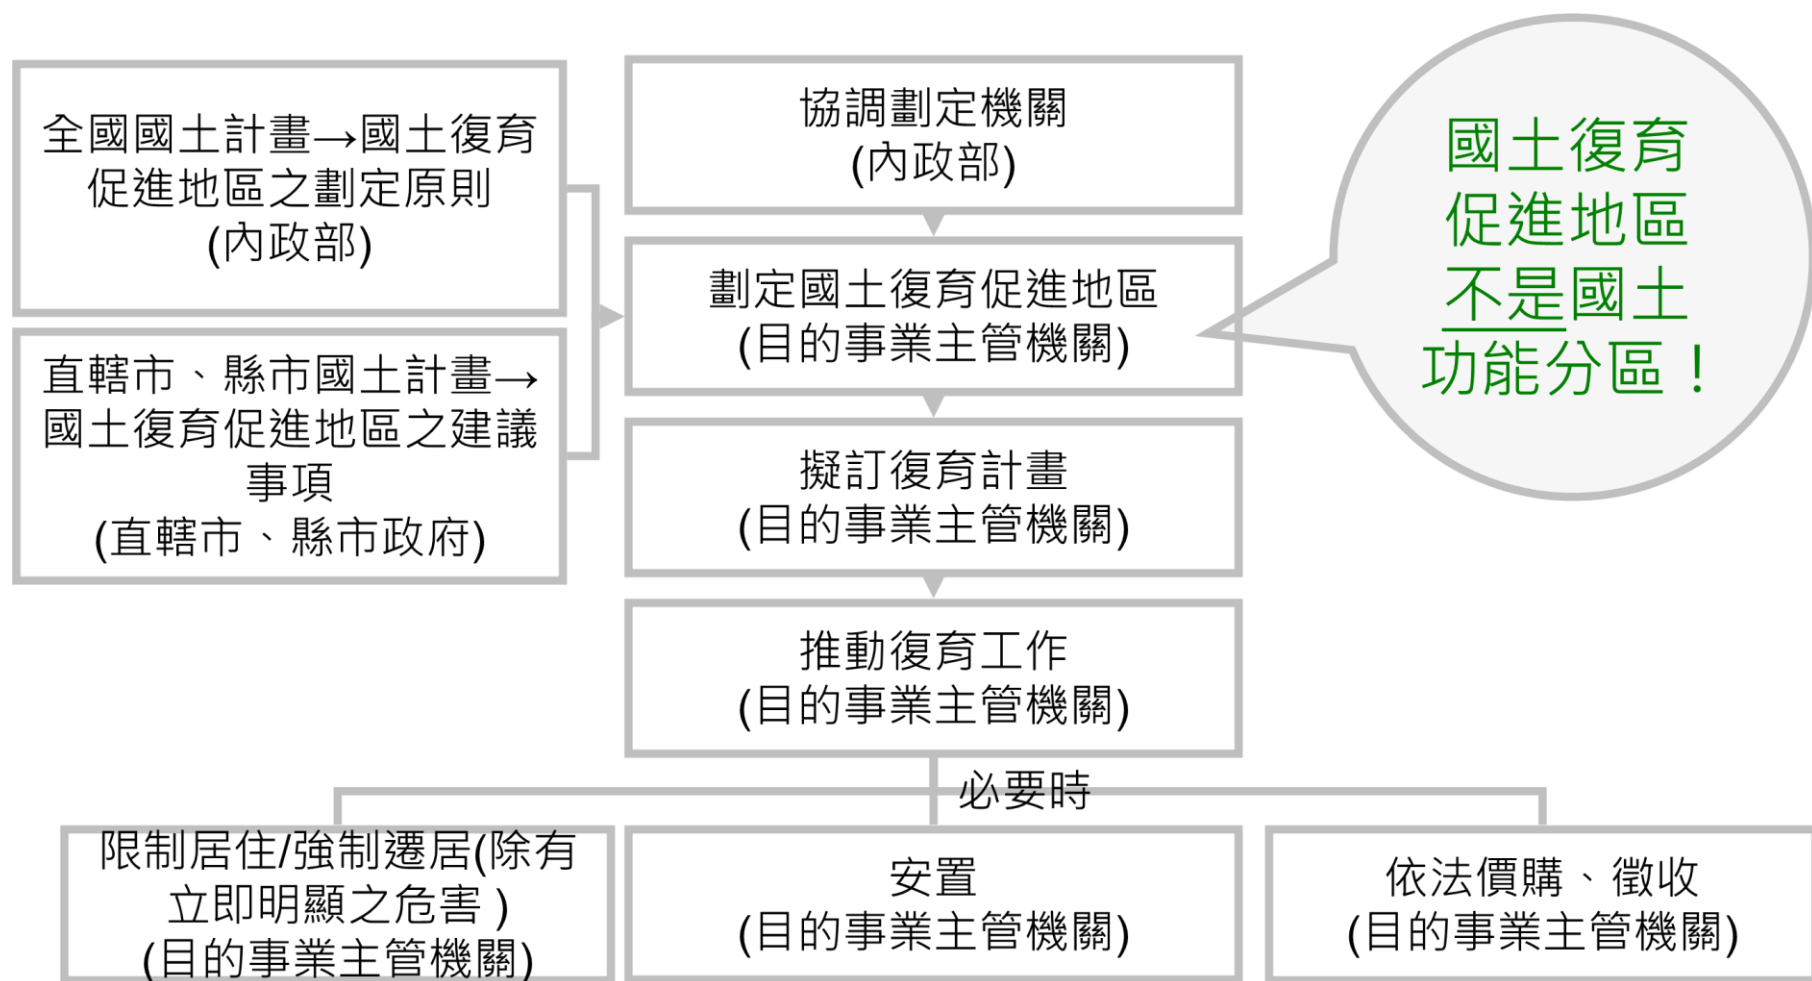 全國國土計畫→國土復育
促進地區之劃定原則
(內政部)
直轄市、縣市國土計畫→
國土復育促進地區之建議
事項
(直轄市、縣市政府)
協調劃定機關
(內政部)
劃定國土復育促進地區
(目的事業主管機關)
國土復育
促進地區
不是國土
功能分區！
擬訂復育計畫
(目的事業主管機關)
推動復育工作
(目的事業主管機關)
必要時
限制居住/強制遷居(除有
立即明顯之危害)
(目的事業主管機關)
安置
(目的事業主管機關)
依法價購、徵收
(目的事業主管機關)